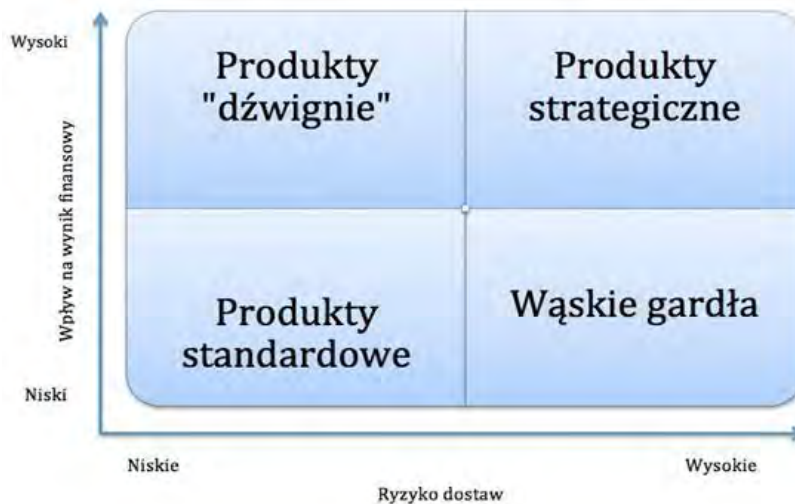 Wysoki
Produkty
"dźwignie"
Produkty
strategiczne
Wpływ na wynik finansowy
Produkty
standardowe
Wąskie gardła
Niski
Niskie
Wysokie
Ryzyko dostaw